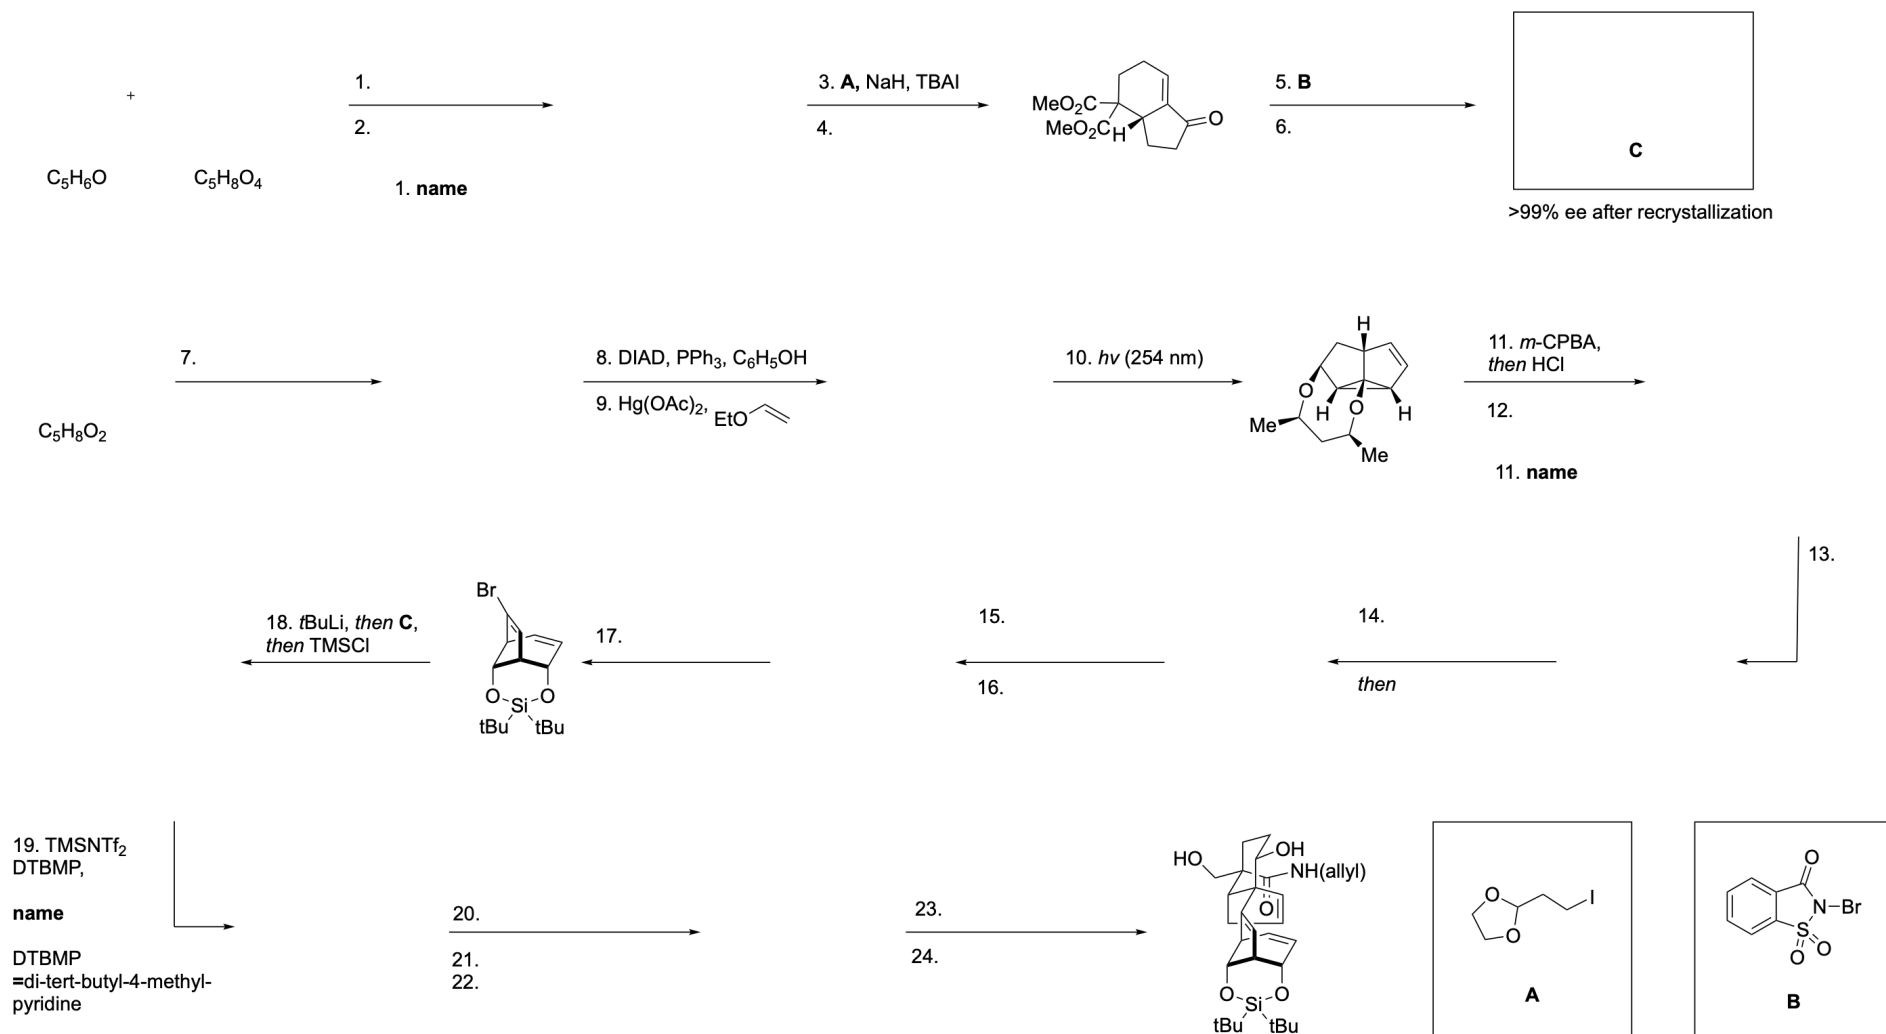 +
C5H6O
C5H8O4
1.
2.
1. name
3. A, NaH, TBAI
4.
MeO2C
MeO2C
H
O
5. B
6.
C
>99% ee after recrystallization
C5H8O2
7.
8. DIAD, PPh3, C6H5OH
9. Hg(OAc)2,
EtO
10. hv (254 nm)
H
O
H
O
H
Me
Me
11. m-CPBA,
then HCl
12.
11. name
13.
14.
then
15.
16.
17.
Br
O
Si
O
tBu
tBu
18. tBuLi, then C,
then TMSCl
19. TMSNTf2
DTBMP,
name
DTBMP
=di-tert-butyl-4-methyl-
pyridine
20.
21.
22.
23.
24.
HO
OH
NH(allyl)
O
O
Si
O
tBu
tBu
O
O
I
A
O
N
Br
S
O
O
B